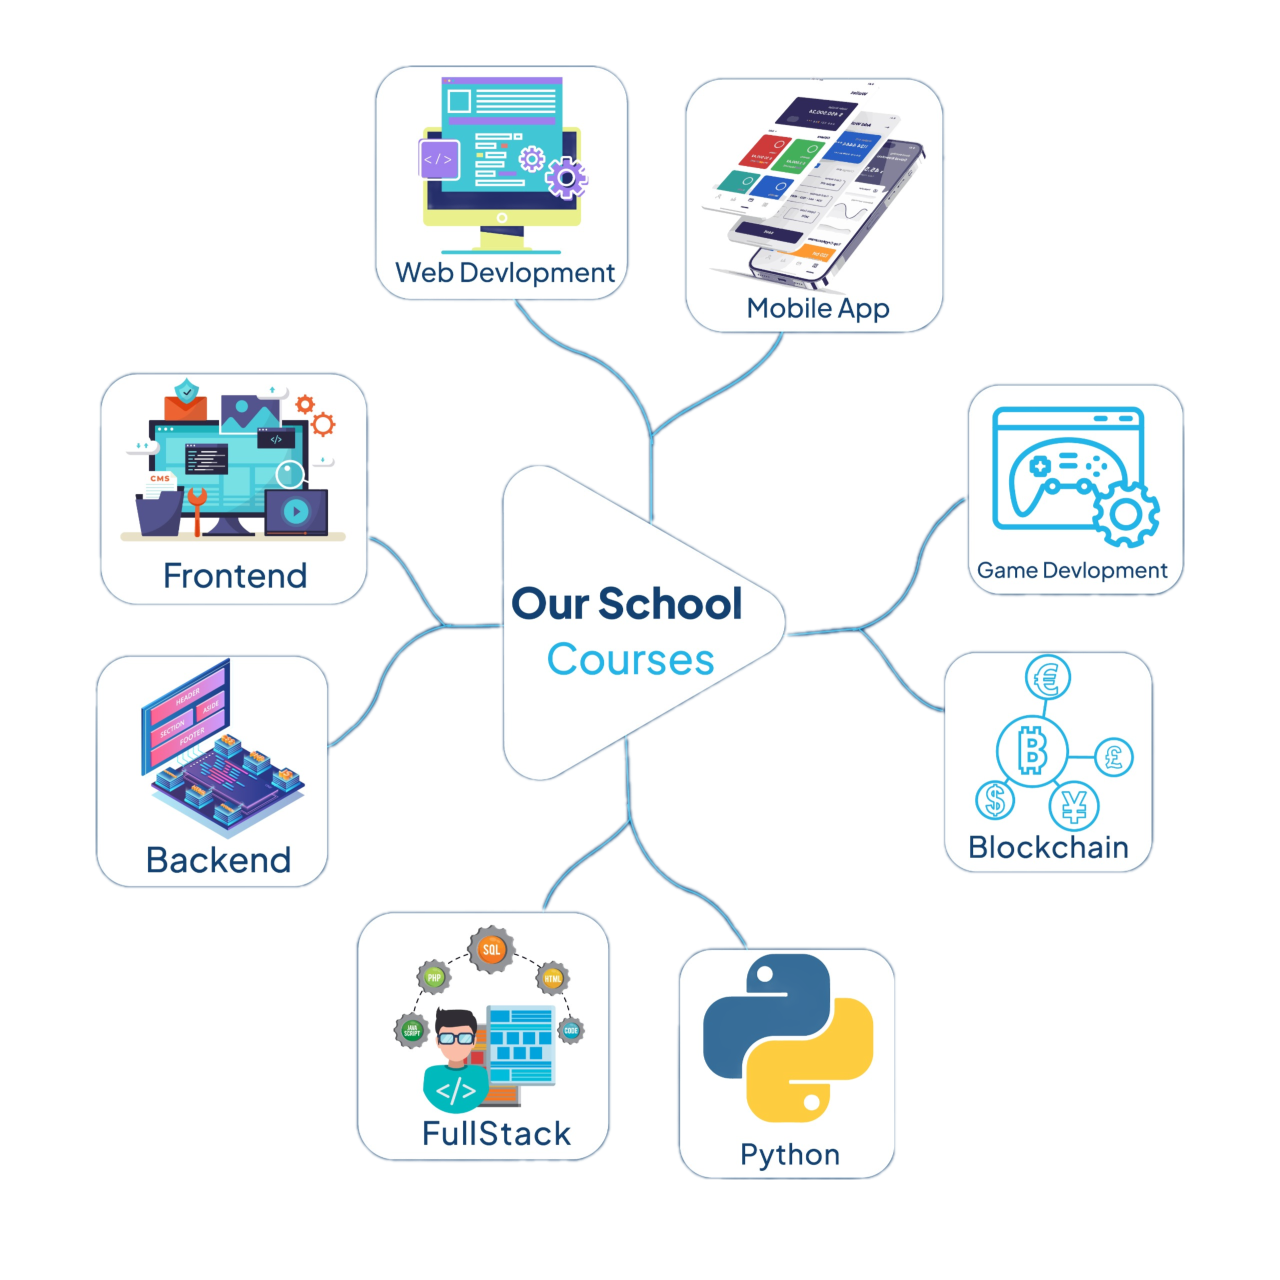 Web Devlopment
</>
Mobile App
CMS
</>
Frontend
Game Devlopment
Our School
Courses
HEADER
ASIDE
SECTION
FOOTER
Backend
Blockchain
SQL
PHP
HTML
JAVA
SCRIPT
CODE
</>
FullStack
Python